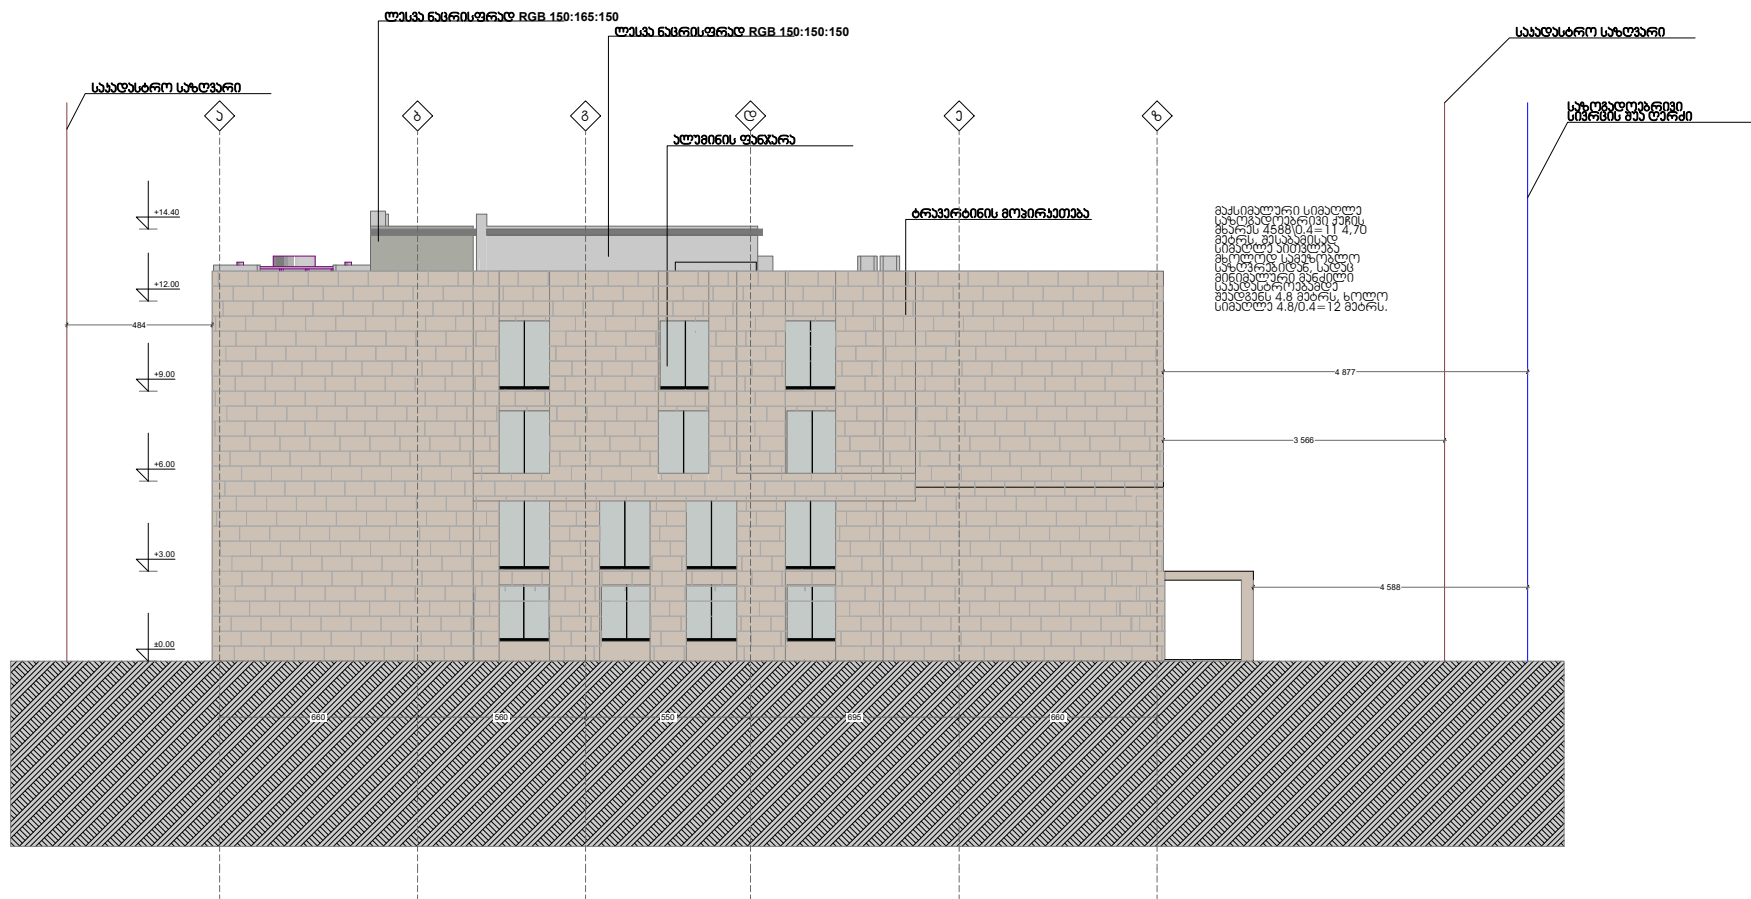 ლესვა ნაცრისფრად RGB 150:165:150
ლესვა ნაცრისფრად RGB 150:150:150
საკადასტრო საზღვარი
საკადასტრო საზღვარი
საზოგადოებრივი
სივრცის შუა ღერძი
ა
ბ
გ
დ
ე
ზ
ალუმინის ფანჯარა
ტრავერტინის მოპირკეთება
მაქსიმალური სიმაღლე
საზოგადოებრივი ქუჩის
მხარეს 4588\0.4=11 4,70
მეტრს, შესაბამისად
სიმაღლე აითვლება
მხოლოდ სამეზობლო
საზღვრებიდან, სადაც
მინიმალური მანძილი
საკადასტროებამდე
შეადგენს 4.8 მეტრს, ხოლო
სიმაღლე 4.8/0.4=12 მეტრს.
+14.40
+12.00
484
+9.00
4 877
3 566
+6.00
+3.00
4 588
±0.00
660
560
550
695
660